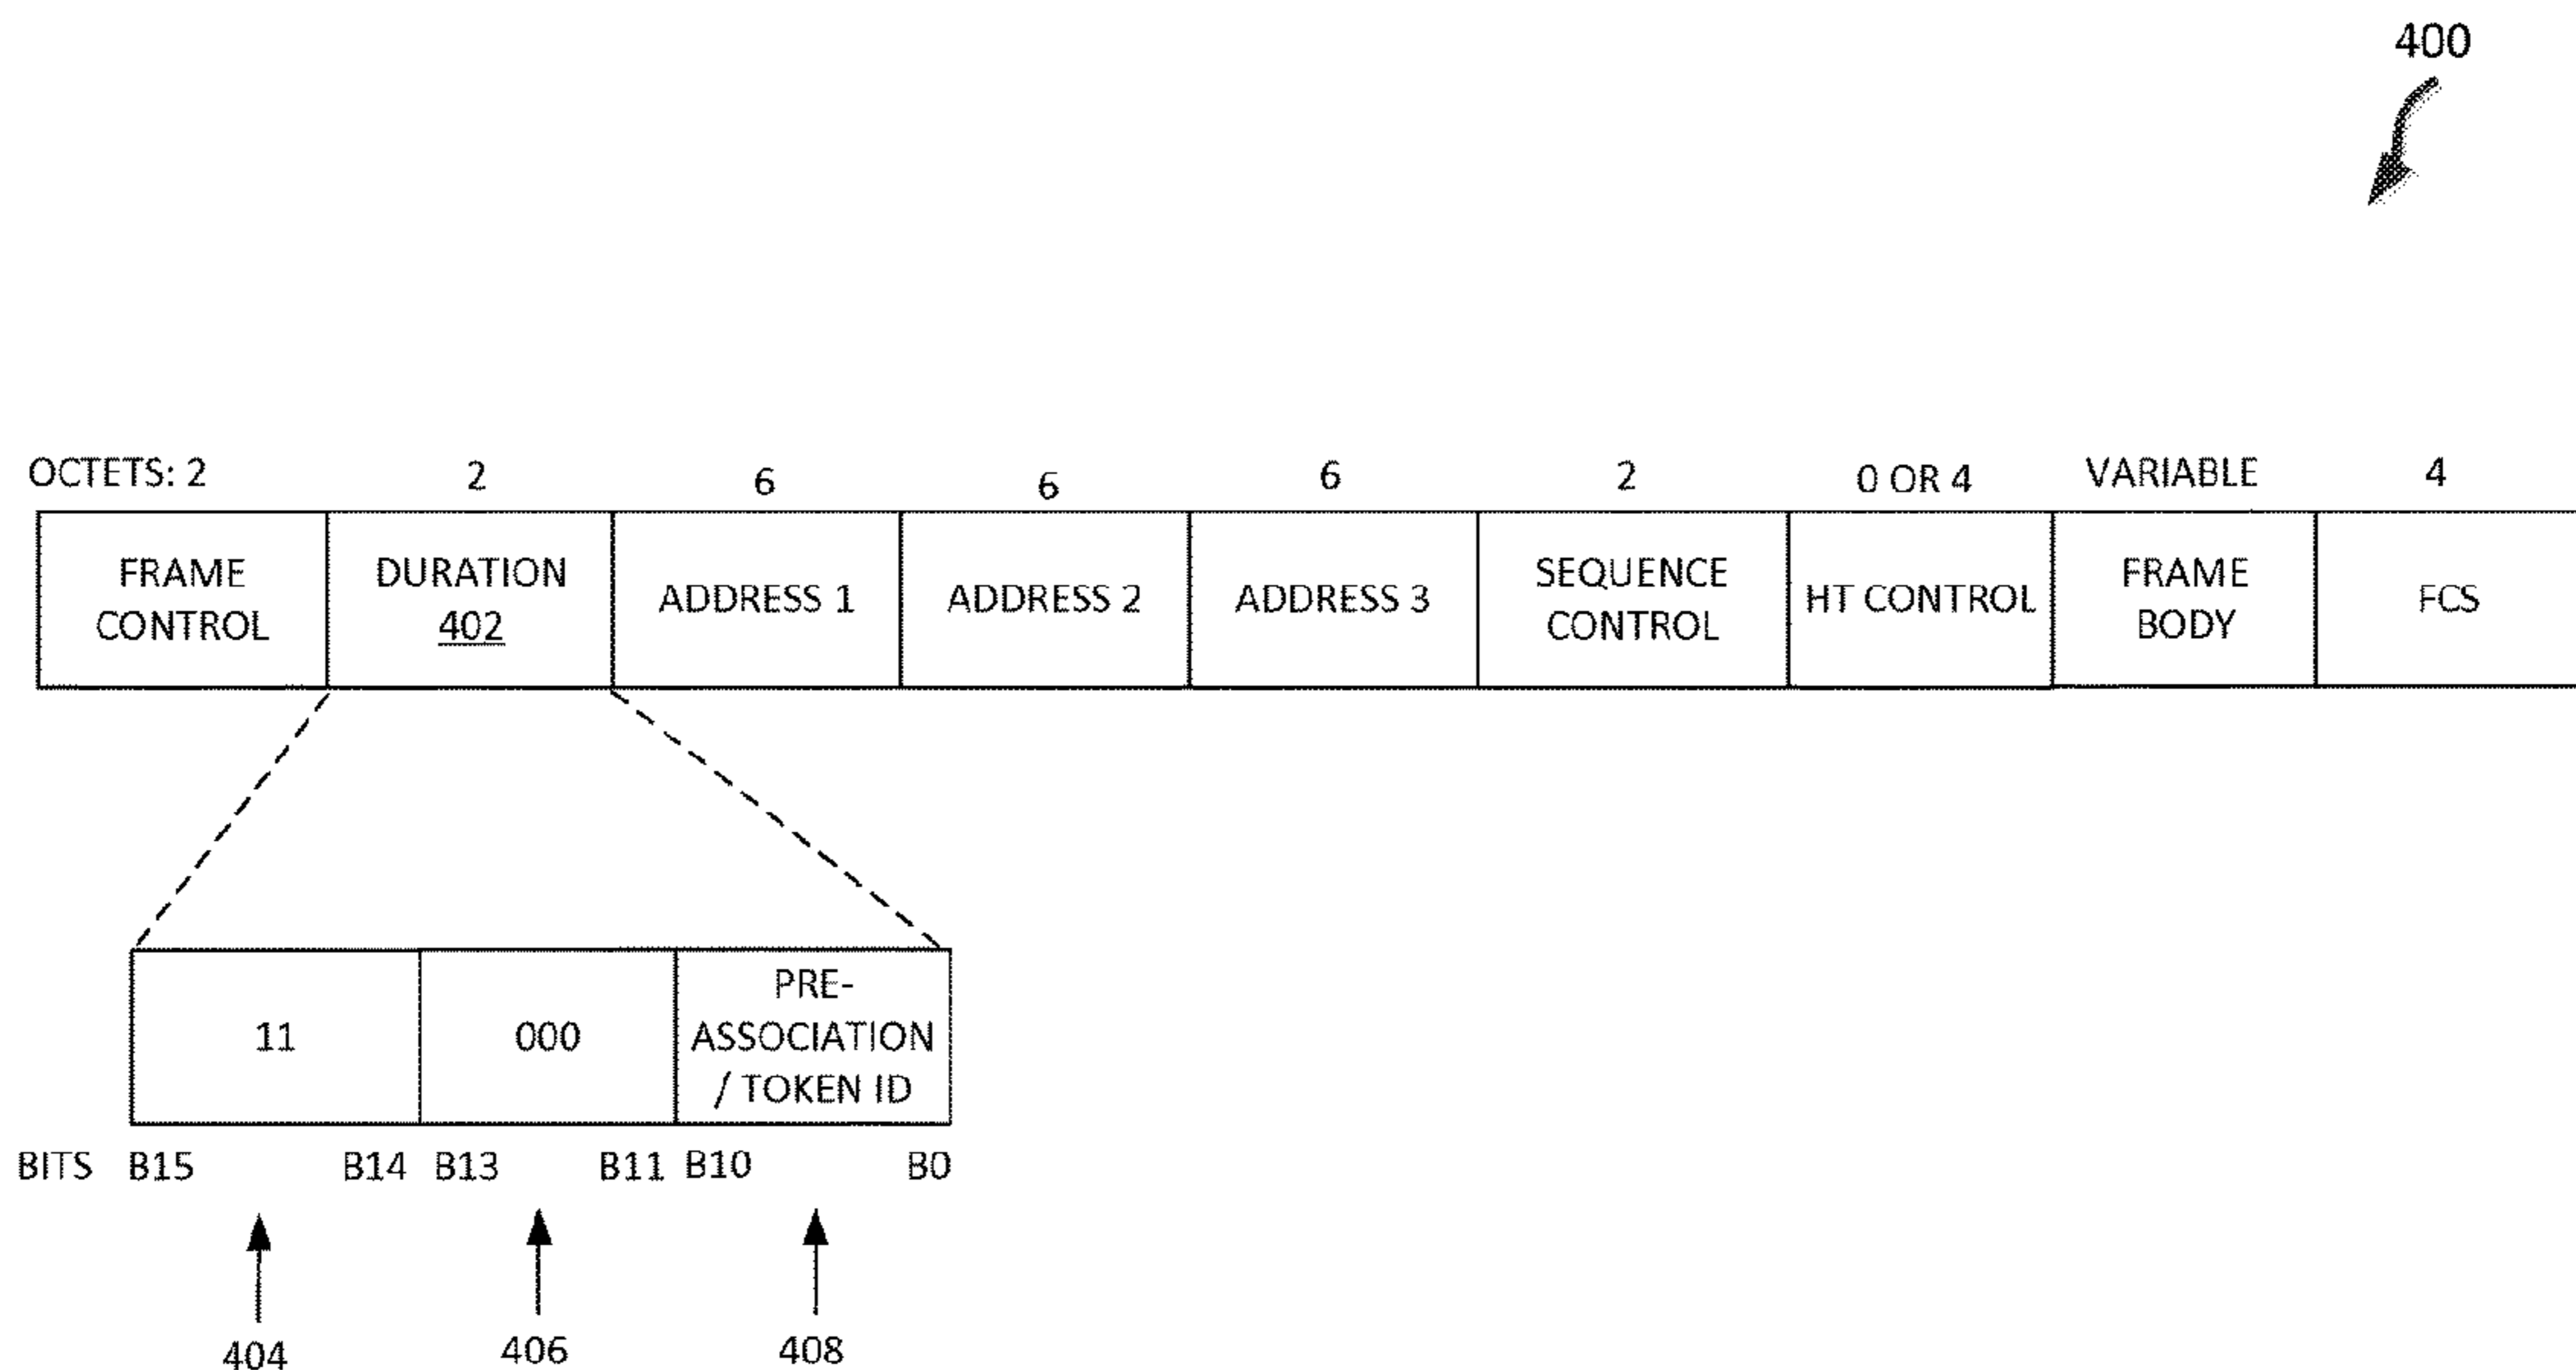 400
OCTETS: 2 2 6 6 6 2 0 OR 4 VARIABLE 4
FRAME
CONTROL
DURATION
402
ADDRESS 1
ADDRESS 2
ADDRESS 3
SEQUENCE
CONTROL
HT CONTROL
FRAME
BODY
FCS
11
000
PRE-
ASSOCIATION
/ TOKEN ID
BITS B15 B14 B13 B11 B10 B0
404 406 408